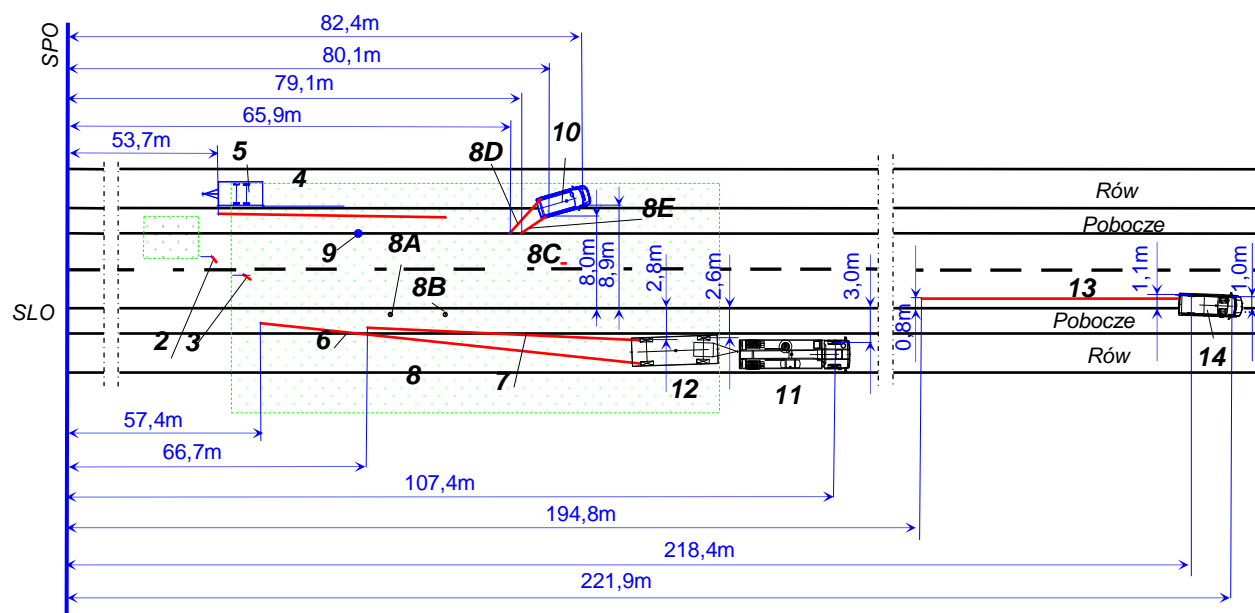 SPO
82,4m
80,1m
79,1m
65,9m
53,7m
5
4
8D
10
8E
Rów
Pobocze
9
8A
8C
8,0m
8,9m
2,8m
2,6m
3,0m
0,8m
1,1m
1,0m
8B
13
SLO
2
3
6
8
7
12
11
Pobocze
Rów
14
57,4m
66,7m
107,4m
194,8m
218,4m
221,9m